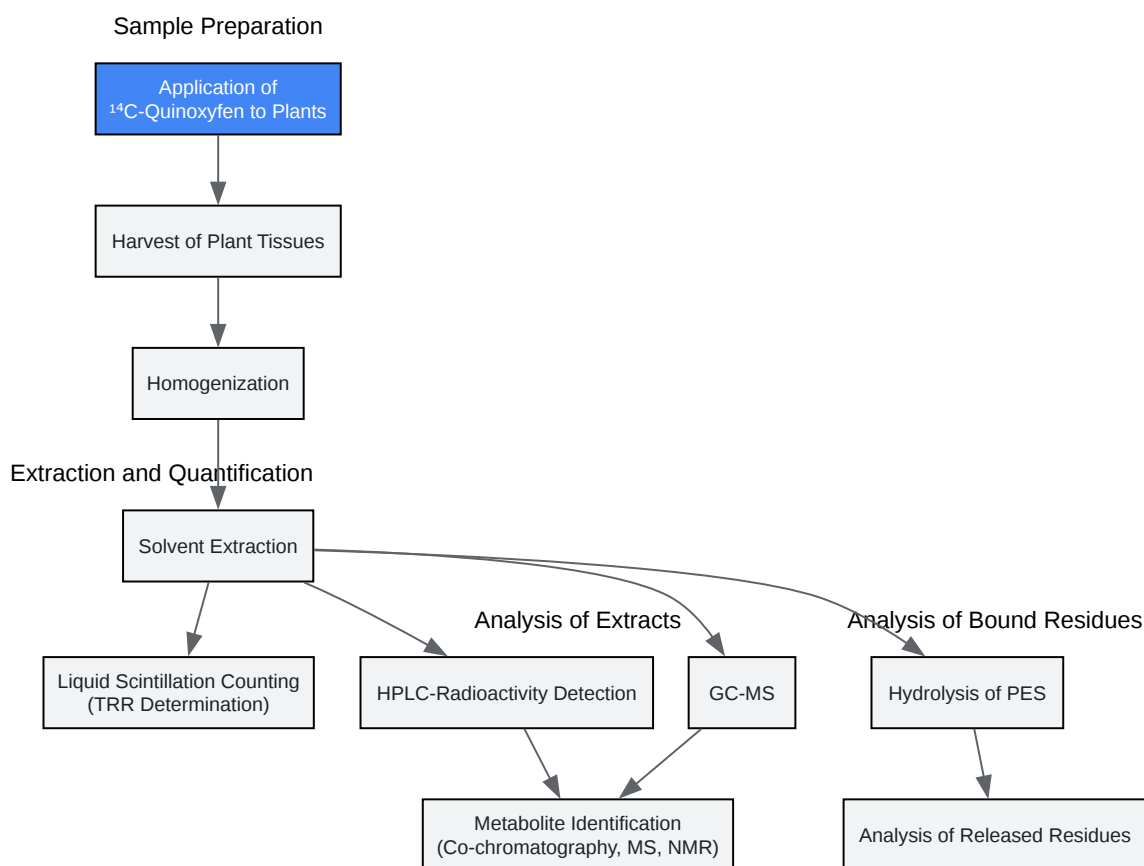 Sample Preparation
Application of
¹⁴C-Quinoxyfen to Plants
Harvest of Plant Tissues
Homogenization
Extraction and Quantification
Solvent Extraction
Analysis of Extracts
Analysis of Bound Residues
Liquid Scintillation Counting
(TRR Determination)
HPLC-Radioactivity Detection
GC-MS
Hydrolysis of PES
Metabolite Identification
(Co-chromatography, MS, NMR)
Analysis of Released Residues